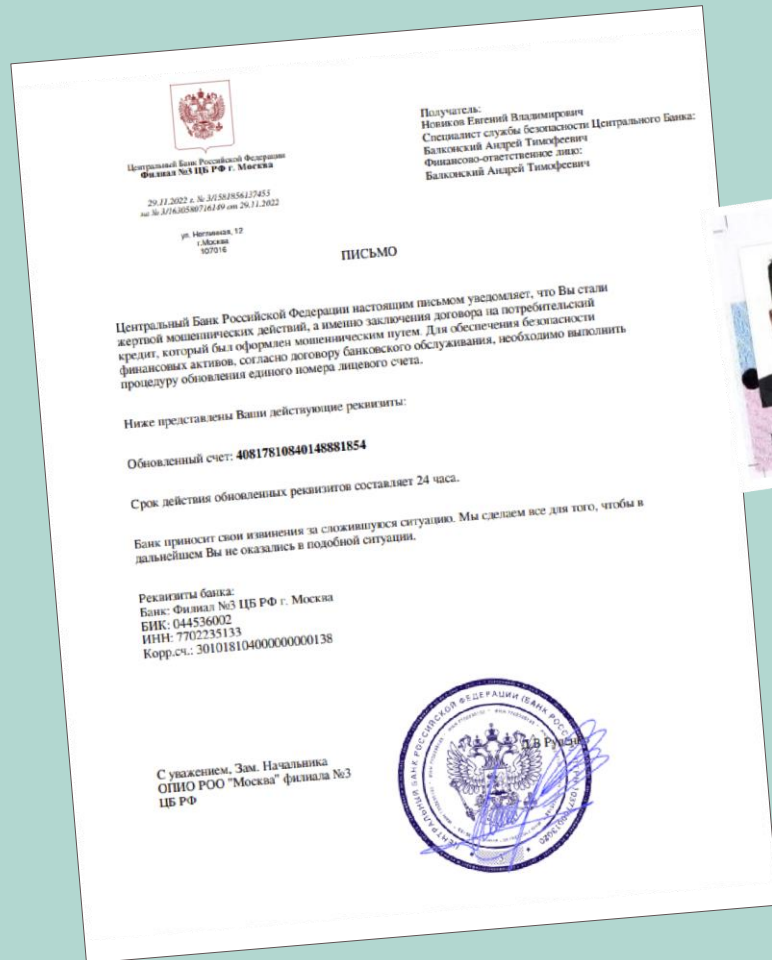 Центральный Банк Российской Федерации
Филиал №3 ЦБ РФ г. Москва
29.11.2022 г. № 3/1581856137455
на № 3/1630580716149 от 29.11.2022
ул. Неглинная, 12
г.Москва
107016
Получатель:
Новиков Евгений Владимирович
Специалист службы безопасности Центрального Банка:
Балконский Андрей Тимофеевич
Финансово-ответственное лицо:
Балконский Андрей Тимофеевич
ПИСЬМО
Центральный Банк Российской Федерации настоящим письмом уведомляет, что Вы стали
жертвой мошеннических действий, а именно заключения договора на потребительский
кредит, который был оформлен мошенническим путем. Для обеспечения безопасности
финансовых активов, согласно договору банковского обслуживания, необходимо выполнить
процедуру обновления единого номера лицевого счета.
Ниже представлены Ваши действующие реквизиты:
Обновленный счет: 40817810840148881854
Срок действия обновленных реквизитов составляет 24 часа.
Банк приносит свои извинения за сложившуюся ситуацию. Мы сделаем все для того, чтобы в
дальнейшем Вы не оказались в подобной ситуации.
Реквизиты банка:
Банк: Филиал №3 ЦБ РФ г. Москва
БИК: 044536002
ИНН: 7702235133
Корр.сч.: 301018104000000000138
С уважением, Зам. Начальника
ОПИО РОО "Москва" филиала №3
ЦБ РФ
ЦЕНТРАЛЬНЫЙ БАНК РОССИЙСКОЙ ФЕДЕРАЦИИ (БАНК